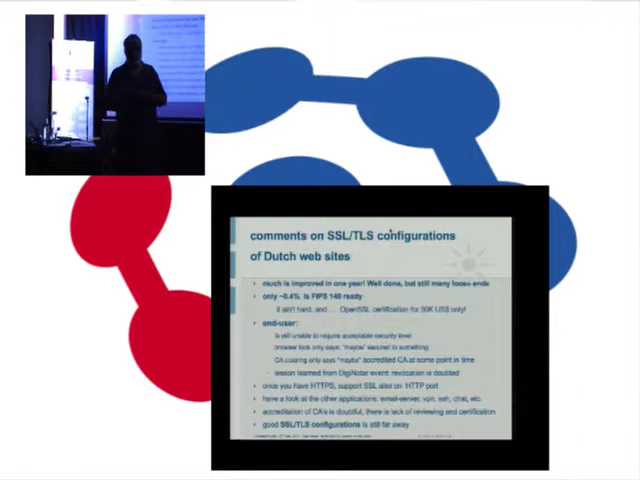 comments on SSL/TLS configurations
of Dutch web sites
much is improved in one year! Well done, but still many loose ends
only ~0.4% is FIPS 140 ready
if ain't hard, and .... OpenSSL certification for 30K US$ only!
end-user:
is still unable to require acceptable security level
browser lock only says: "maybe" secured to something
CA coloring only says "maybe" accredited CA at some point in time
lesson learned from DigiNotar event: revocation is doubted
once you have HTTPS, support SSL also on HTTP port
have a look at the other applications: email-server, vpn, ssh, chat, etc.
accreditation of CA's is doubtful, there is lack of reviewing and certification
good SSL/TLS configurations is still far away